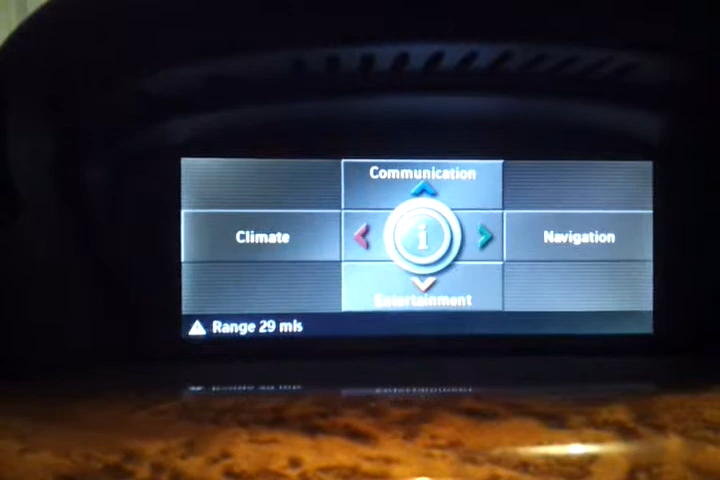 Communication
Climate
i
Navigation
Entertainment
Range 29 mls